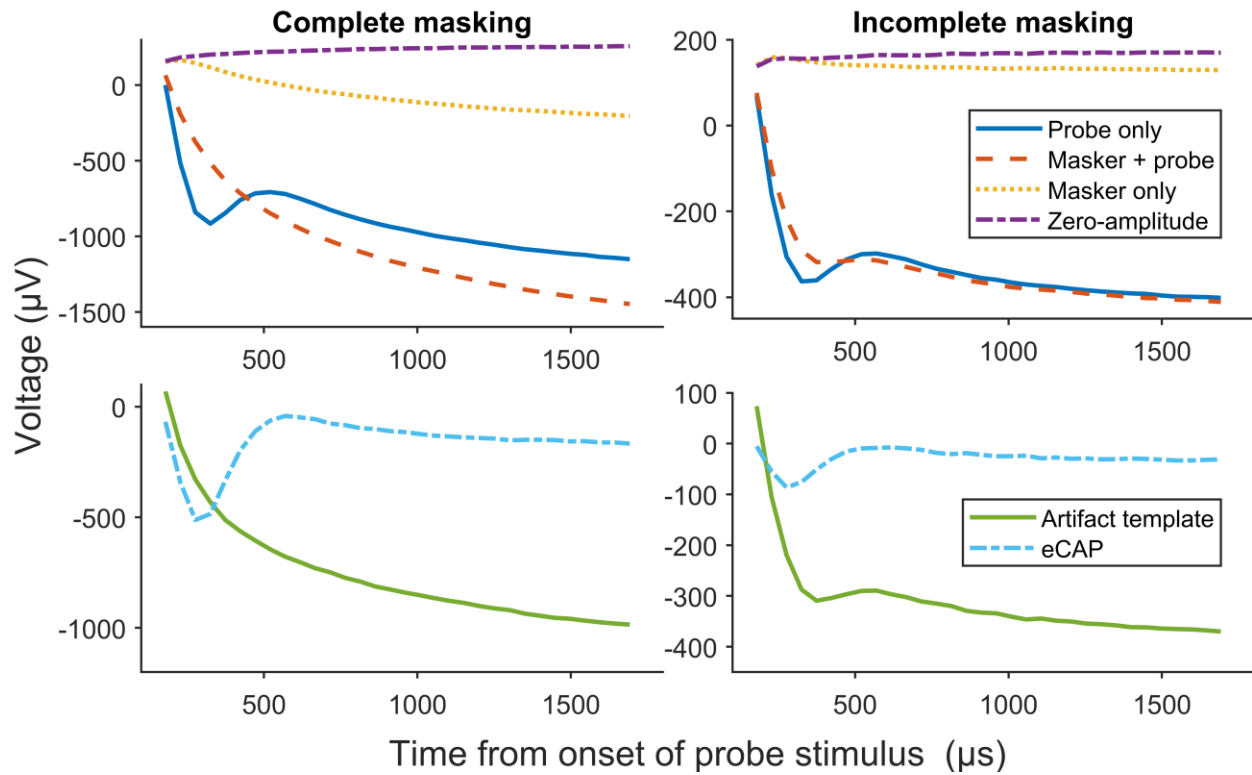 Complete masking
Incomplete masking
0
-500
-1000
-1500
500
1000
1500
200
0
-200
-400
500
1000
1500
Probe only
Masker + probe
Masker only
Zero-amplitude
Voltage (µV)
0
-500
-1000
500
1000
1500
100
0
-100
-200
-300
-400
500
1000
1500
Artifact template
eCAP
Time from onset of probe stimulus (µs)